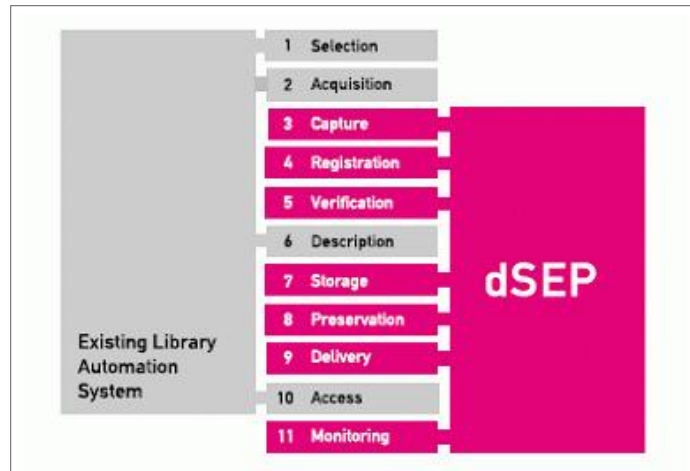 1 Selection
2 Acquisition
3 Capture
4 Registration
5 Verification
6 Description
7 Storage
8 Preservation
9 Delivery
10 Access
11 Monitoring
Existing Library
Automation
System
dSEP